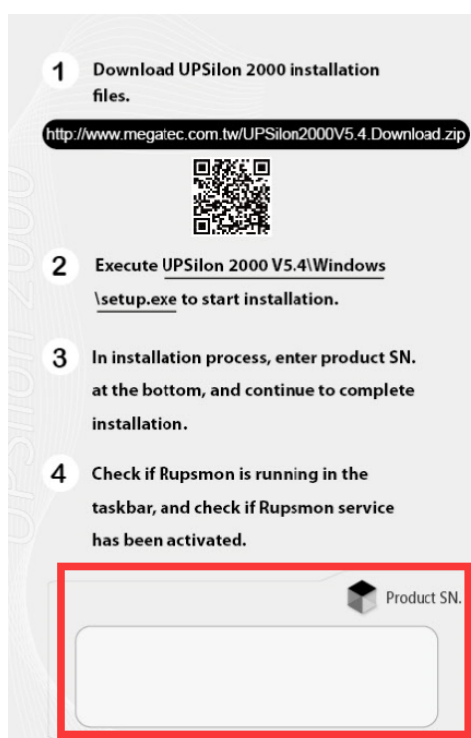 1 Download UPSilon 2000 installation
files.
http://www.megatec.com.tw/UPSilon2000V5.4.Download.zip
2 Execute UPSilon 2000 V5.4\Windows
\setup.exe to start installation.
3 In installation process, enter product SN.
at the bottom, and continue to complete
installation.
4 Check if Rupsmon is running in the
taskbar, and check if Rupsmon service
has been activated.
UPSilon 2000
Product SN.